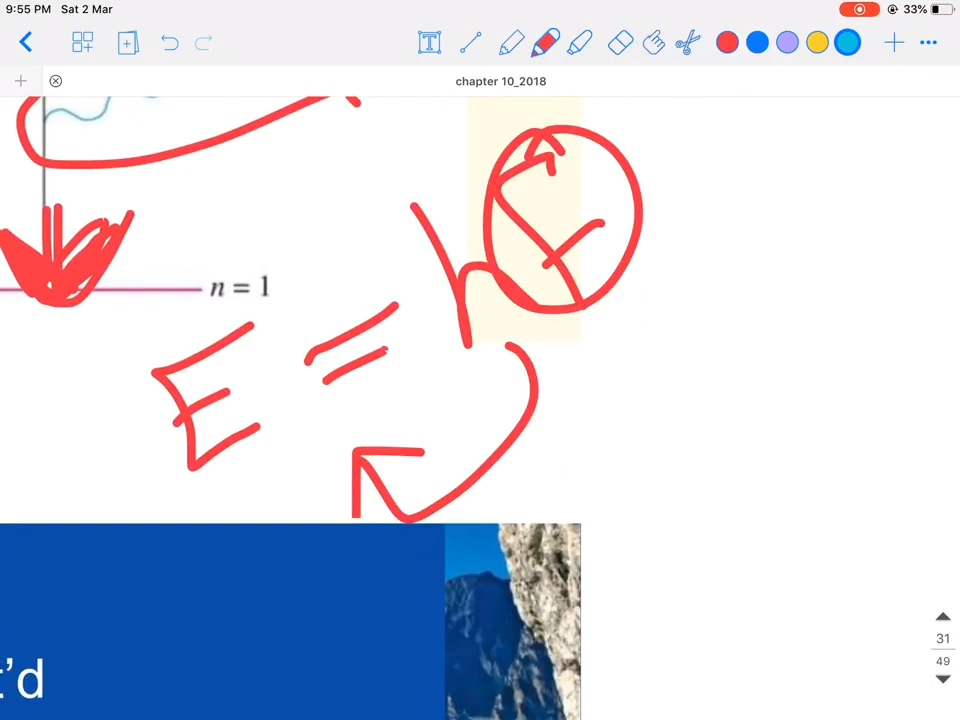 9:55 PM Sat 2 Mar 33%
chapter 10_2018
n = 1
E = hf
31
49
t'd